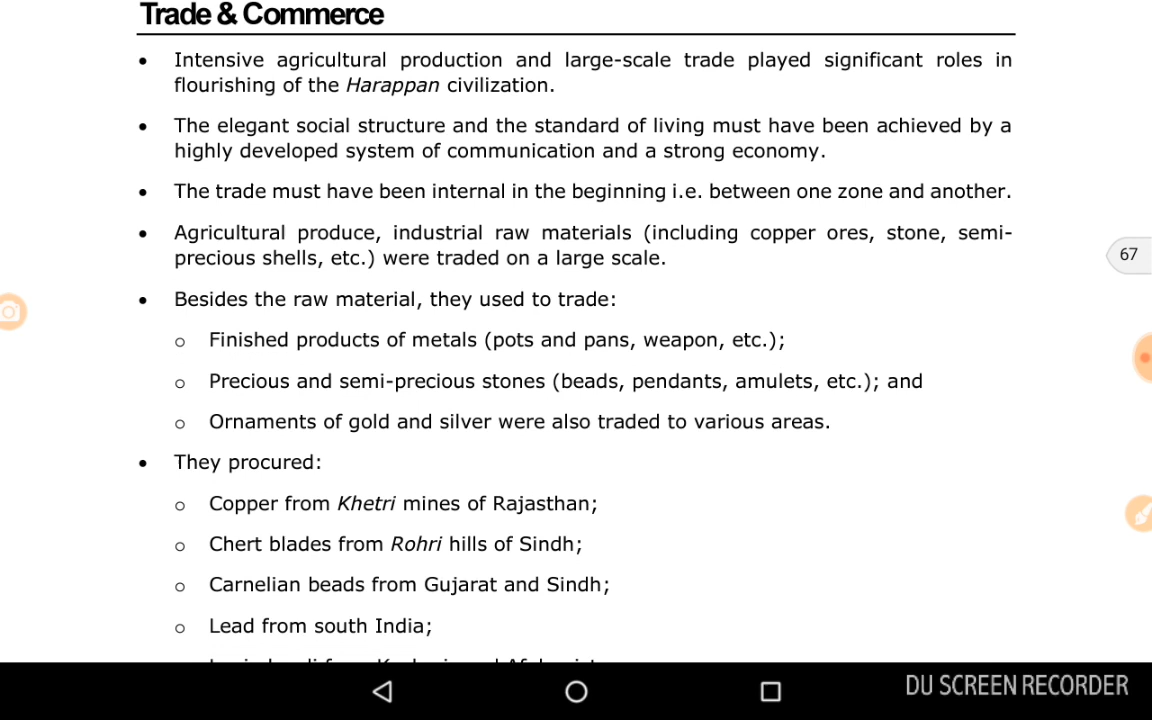 Trade & Commerce
• Intensive agricultural production and large-scale trade played significant roles in
flourishing of the Harappan civilization.
• The elegant social structure and the standard of living must have been achieved by a
highly developed system of communication and a strong economy.
• The trade must have been internal in the beginning i.e. between one zone and another.
• Agricultural produce, industrial raw materials (including copper ores, stone, semi-
precious shells, etc.) were traded on a large scale.
67
• Besides the raw material, they used to trade:
o Finished products of metals (pots and pans, weapon, etc.);
o Precious and semi-precious stones (beads, pendants, amulets, etc.); and
o Ornaments of gold and silver were also traded to various areas.
• They procured:
o Copper from Khetri mines of Rajasthan;
o Chert blades from Rohri hills of Sindh;
o Carnelian beads from Gujarat and Sindh;
o Lead from south India;
DU SCREEN RECORDER